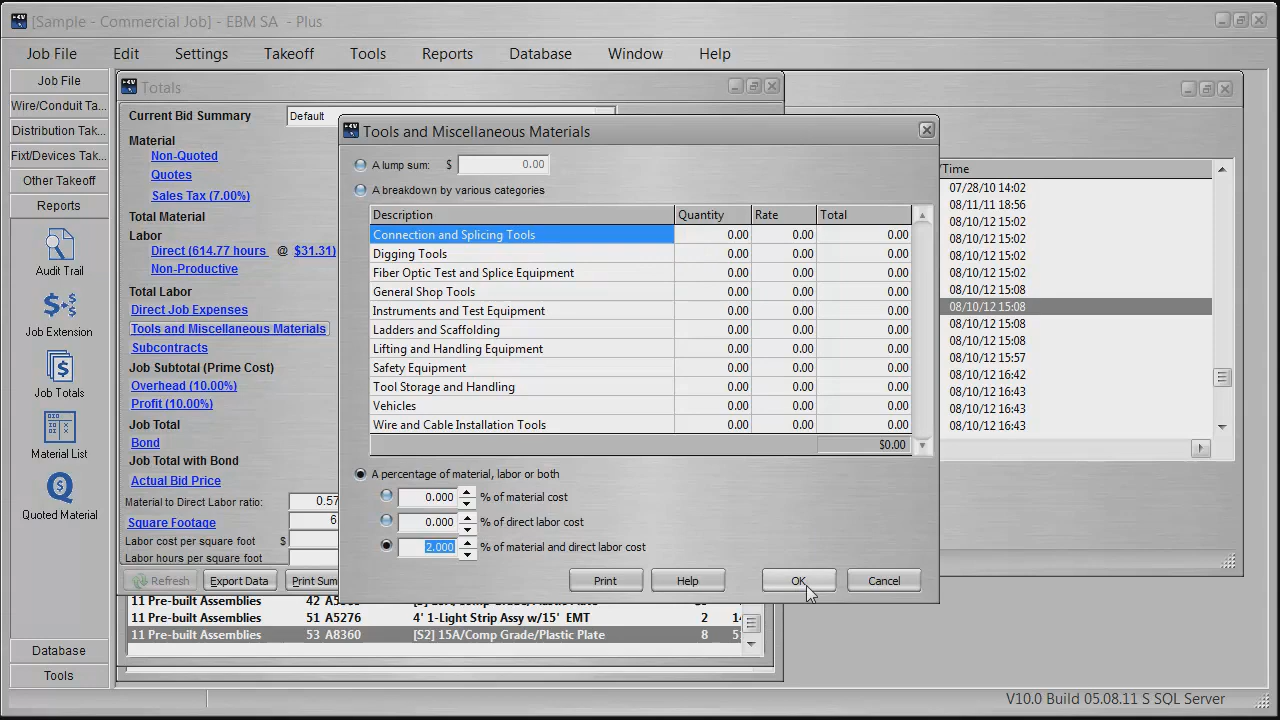 [Sample - Commercial Job] - EBM SA - Plus
Job File Edit Settings Takeoff Tools Reports Database Window Help
Job File
Wire/Conduit Ta...
Distribution Tak...
Fixt/Devices Tak...
Other Takeoff
Reports
Audit Trail
Job Extension
Job Totals
Material List
Quoted Material
Database
Tools
Totals
Current Bid Summary Default
Material
Non-Quoted
Quotes
Sales Tax (7.00%)
Total Material
Labor
Direct (614.77 hours @ $31.31)
Non-Productive
Total Labor
Direct Job Expenses
Tools and Miscellaneous Materials
Subcontracts
Job Subtotal (Prime Cost)
Overhead (10.00%)
Profit (10.00%)
Job Total
Bond
Job Total with Bond
Actual Bid Price
Material to Direct Labor ratio: 0.57
Square Footage 6
Labor cost per square foot $
Labor hours per square foot
Refresh Export Data Print Sum
11 Pre-built Assemblies 42
11 Pre-built Assemblies 51 A5276 4' 1-Light Strip Assy w/15' EMT 2
11 Pre-built Assemblies 53 A8360 [S2] 15A/Comp Grade/Plastic Plate 8
Tools and Miscellaneous Materials
A lump sum: $ 0.00
A breakdown by various categories
Description Quantity Rate Total
Connection and Splicing Tools 0.00 0.00 0.00
Digging Tools 0.00 0.00 0.00
Fiber Optic Test and Splice Equipment 0.00 0.00 0.00
General Shop Tools 0.00 0.00 0.00
Instruments and Test Equipment 0.00 0.00 0.00
Ladders and Scaffolding 0.00 0.00 0.00
Lifting and Handling Equipment 0.00 0.00 0.00
Safety Equipment 0.00 0.00 0.00
Tool Storage and Handling 0.00 0.00 0.00
Vehicles 0.00 0.00 0.00
Wire and Cable Installation Tools 0.00 0.00 0.00
$0.00
A percentage of material, labor or both
0.000 % of material cost
0.000 % of direct labor cost
2.000 % of material and direct labor cost
Print Help OK Cancel
/Time
07/28/10 14:02
08/11/11 18:56
08/10/12 15:02
08/10/12 15:02
08/10/12 15:02
08/10/12 15:02
08/10/12 15:08
08/10/12 15:08
08/10/12 15:08
08/10/12 15:08
08/10/12 15:57
08/10/12 16:42
08/10/12 16:43
08/10/12 16:43
08/10/12 16:43
V10.0 Build 05.08.11 S SQL Server